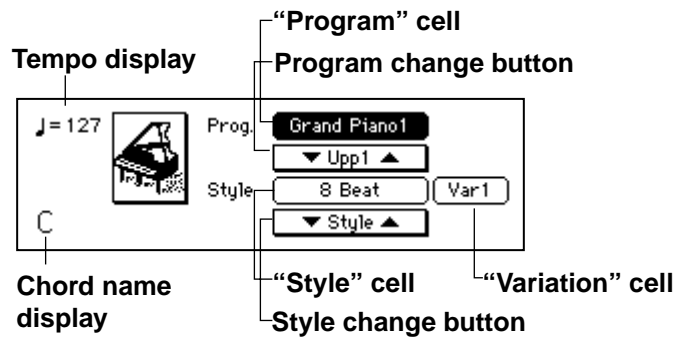 “Program” cell
Tempo display
Program change button
♩= 127
Prog.
Grand Piano1
▼ Upp1 ▲
Style
8 Beat
Var1
▼ Style ▲
C
Chord name
display
“Style” cell
“Variation” cell
Style change button